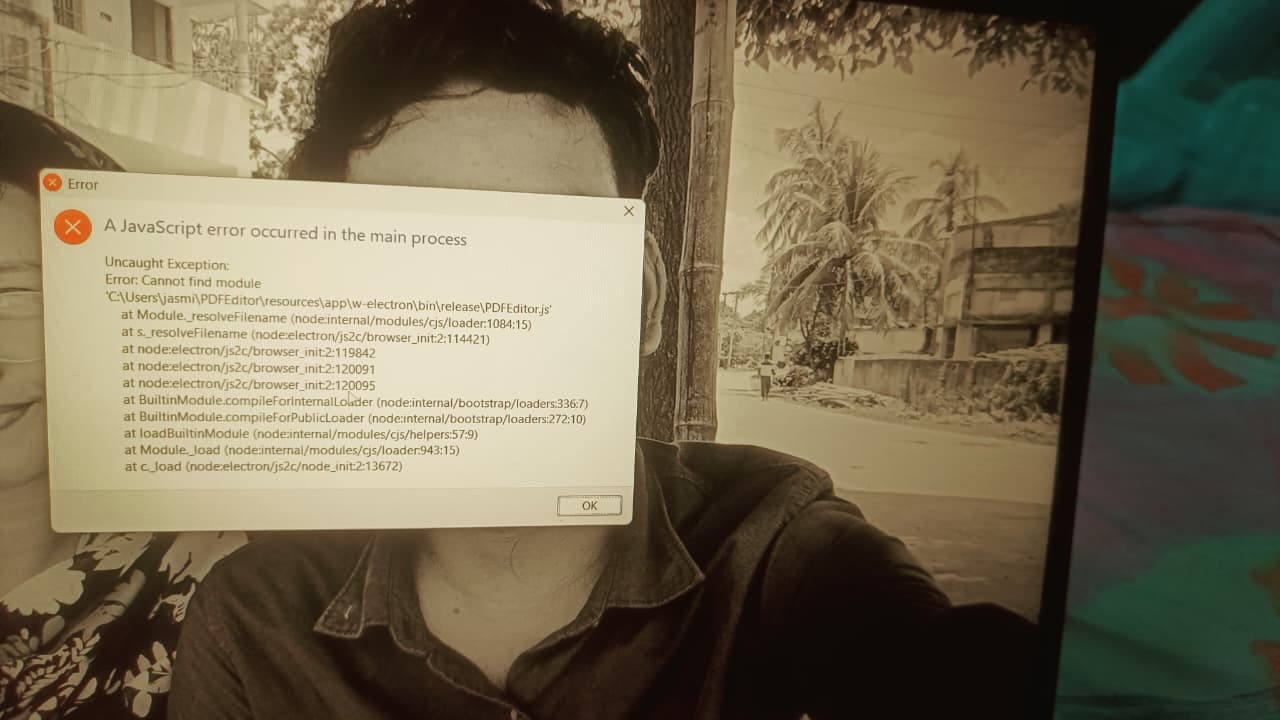 Error
A JavaScript error occurred in the main process
Uncaught Exception:
Error: Cannot find module
'C:\Users\jasmi\PDFEditor\resources\app\w-electron\bin\release\PDFEditor.js'
at Module._resolveFilename (node:internal/modules/cjs/loader:1084:15)
at s._resolveFilename (node:electron/js2c/browser_init:2:114421)
at node:electron/js2c/browser_init:2:119842
at node:electron/js2c/browser_init:2:120091
at node:electron/js2c/browser_init:2:120095
at BuiltinModule.compileForInternalLoader (node:internal/bootstrap/loaders:336:7)
at BuiltinModule.compileForPublicLoader (node:internal/bootstrap/loaders:272:10)
at loadBuiltinModule (node:internal/modules/cjs/helpers:57:9)
at Module._load (node:internal/modules/cjs/loader:943:15)
at c._load (node:electron/js2c/node_init:2:13672)
OK